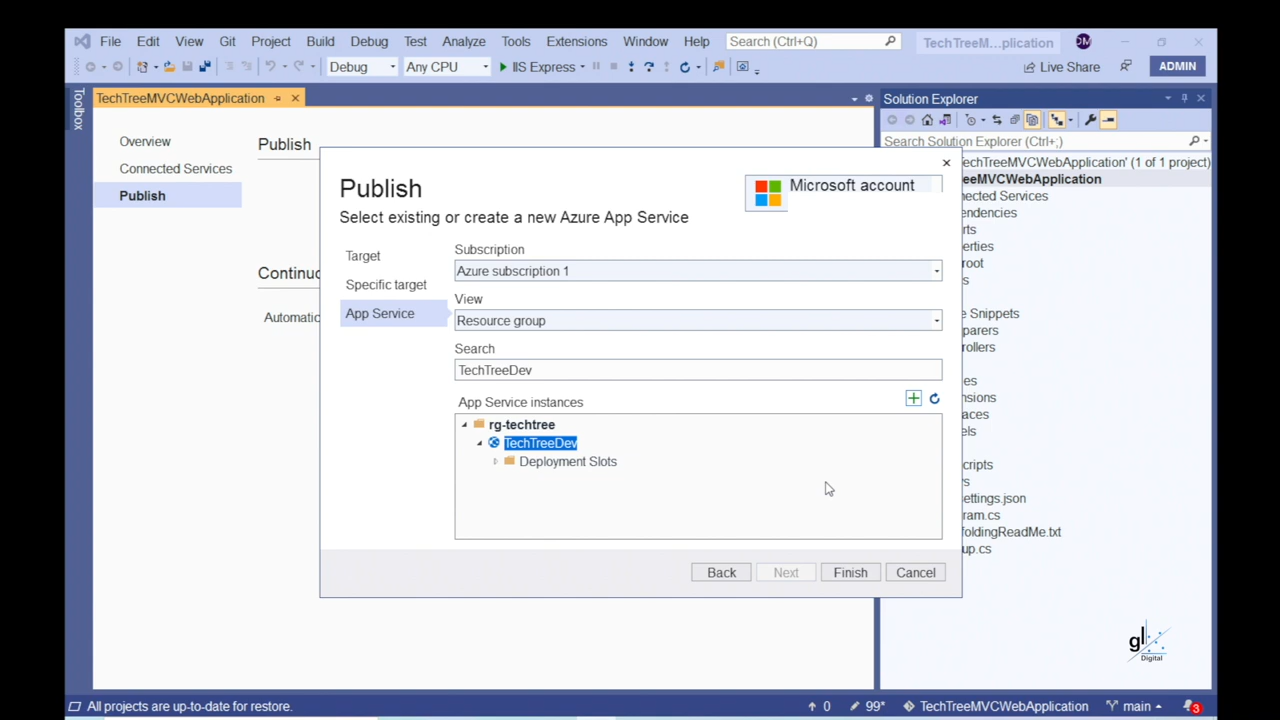 File Edit View Git Project Build Debug Test Analyze Tools Extensions Window Help Search (Ctrl+Q) TechTreeM...plication DM
Debug Any CPU IIS Express Live Share ADMIN
Toolbox
TechTreeMVCWebApplication
Overview
Connected Services
Publish
Publish
Continuo
Automatic
Publish
Select existing or create a new Azure App Service
Microsoft account
Target
Specific target
App Service
Subscription
Azure subscription 1
View
Resource group
Search
TechTreeDev
App Service instances
rg-techtree
TechTreeDev
Deployment Slots
Back Next Finish Cancel
Solution Explorer
Search Solution Explorer (Ctrl+;)
echTreeMVCWebApplication' (1 of 1 project)
eeMVCWebApplication
nected Services
endencies
rts
erties
root
s
e Snippets
parers
rollers
es
nsions
aces
els
cripts
s
settings.json
ram.cs
foldingReadMe.txt
up.cs
gl
Digital
All projects are up-to-date for restore. 0 99* TechTreeMVCWebApplication main 3